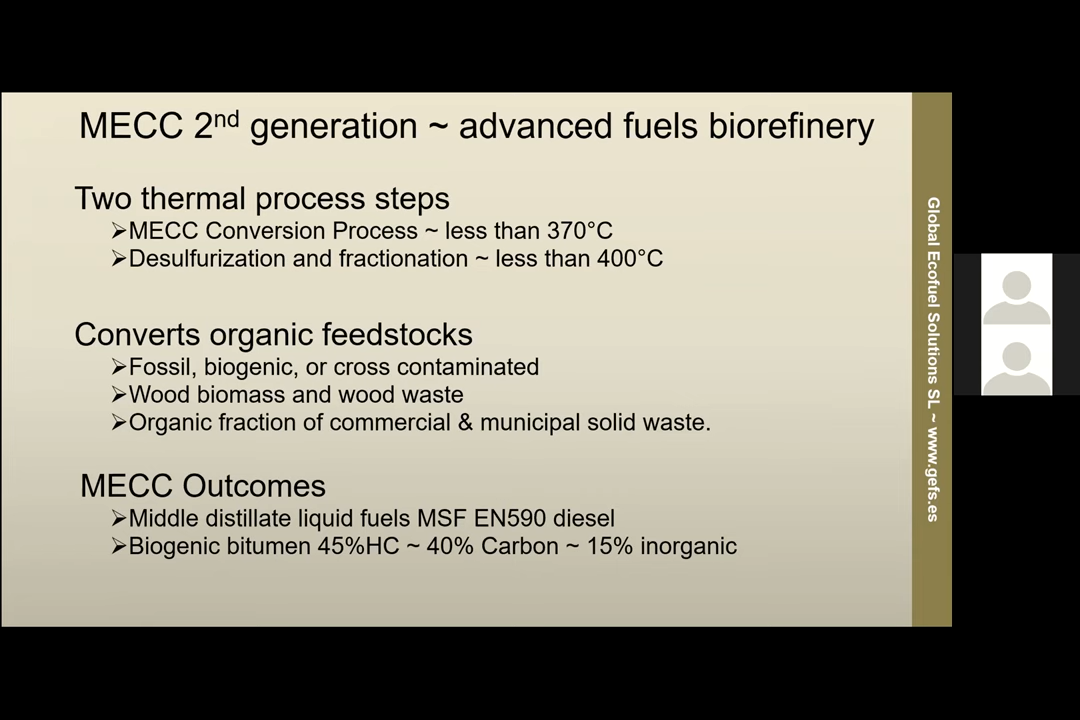 MECC 2nd generation ~ advanced fuels biorefinery
Two thermal process steps
➢MECC Conversion Process ~ less than 370°C
➢Desulfurization and fractionation ~ less than 400°C
Converts organic feedstocks
➢Fossil, biogenic, or cross contaminated
➢Wood biomass and wood waste
➢Organic fraction of commercial & municipal solid waste.
MECC Outcomes
➢Middle distillate liquid fuels MSF EN590 diesel
➢Biogenic bitumen 45%HC ~ 40% Carbon ~ 15% inorganic
Global Ecofuel Solutions SL ~ www.gefs.es